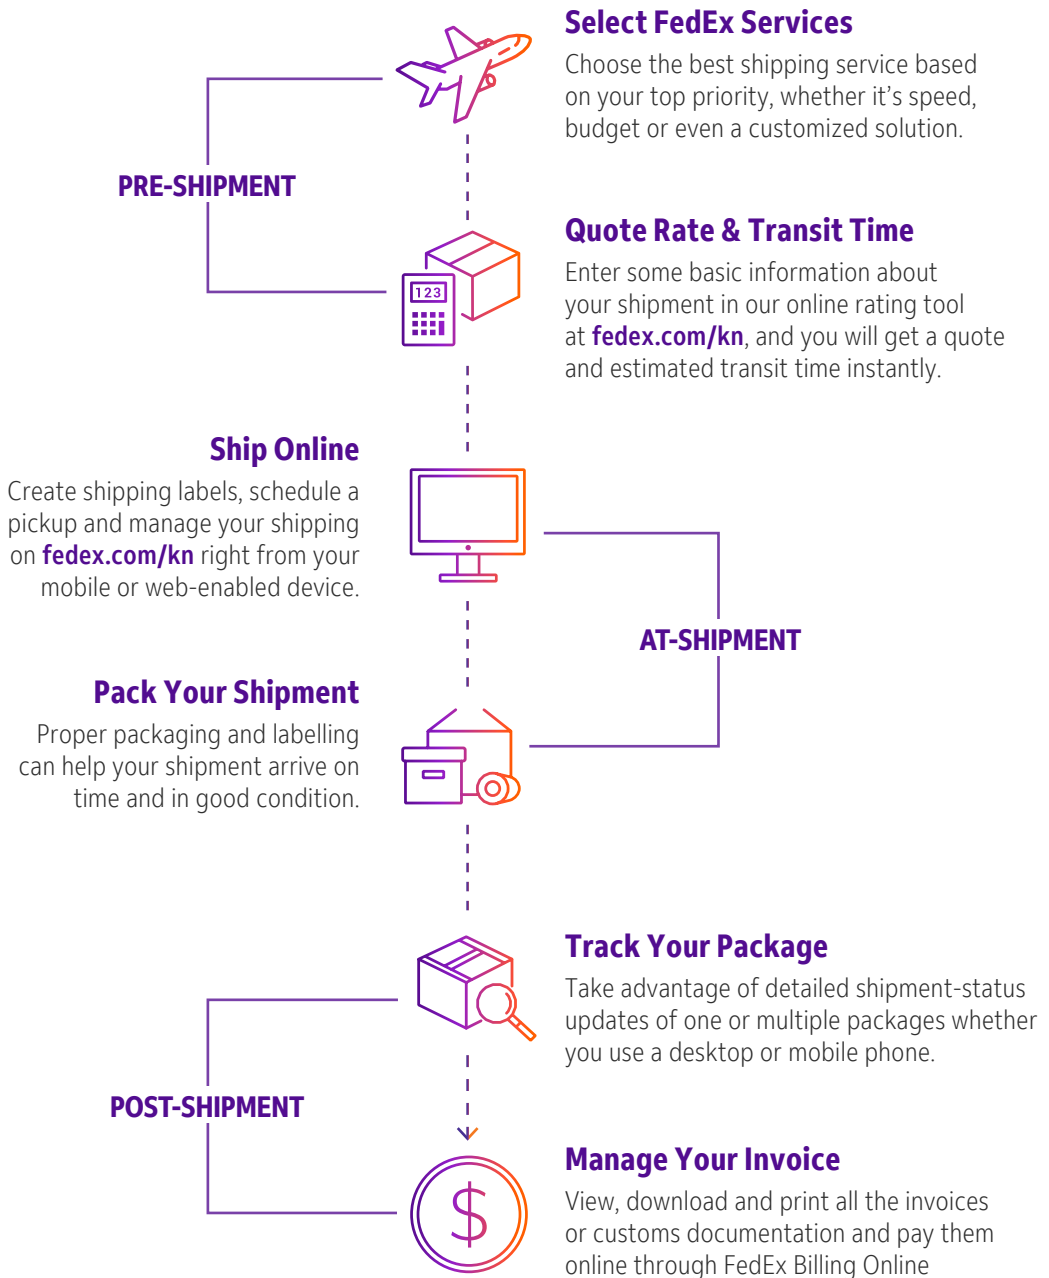 Select FedEx Services
Choose the best shipping service based
on your top priority, whether it’s speed,
budget or even a customized solution.
PRE-SHIPMENT
Quote Rate & Transit Time
Enter some basic information about
your shipment in our online rating tool
at fedex.com/kn, and you will get a quote
and estimated transit time instantly.
123
Ship Online
Create shipping labels, schedule a
pickup and manage your shipping
on fedex.com/kn right from your
mobile or web-enabled device.
AT-SHIPMENT
Pack Your Shipment
Proper packaging and labelling
can help your shipment arrive on
time and in good condition.
Track Your Package
Take advantage of detailed shipment-status
updates of one or multiple packages whether
you use a desktop or mobile phone.
POST-SHIPMENT
Manage Your Invoice
View, download and print all the invoices
or customs documentation and pay them
online through FedEx Billing Online
$